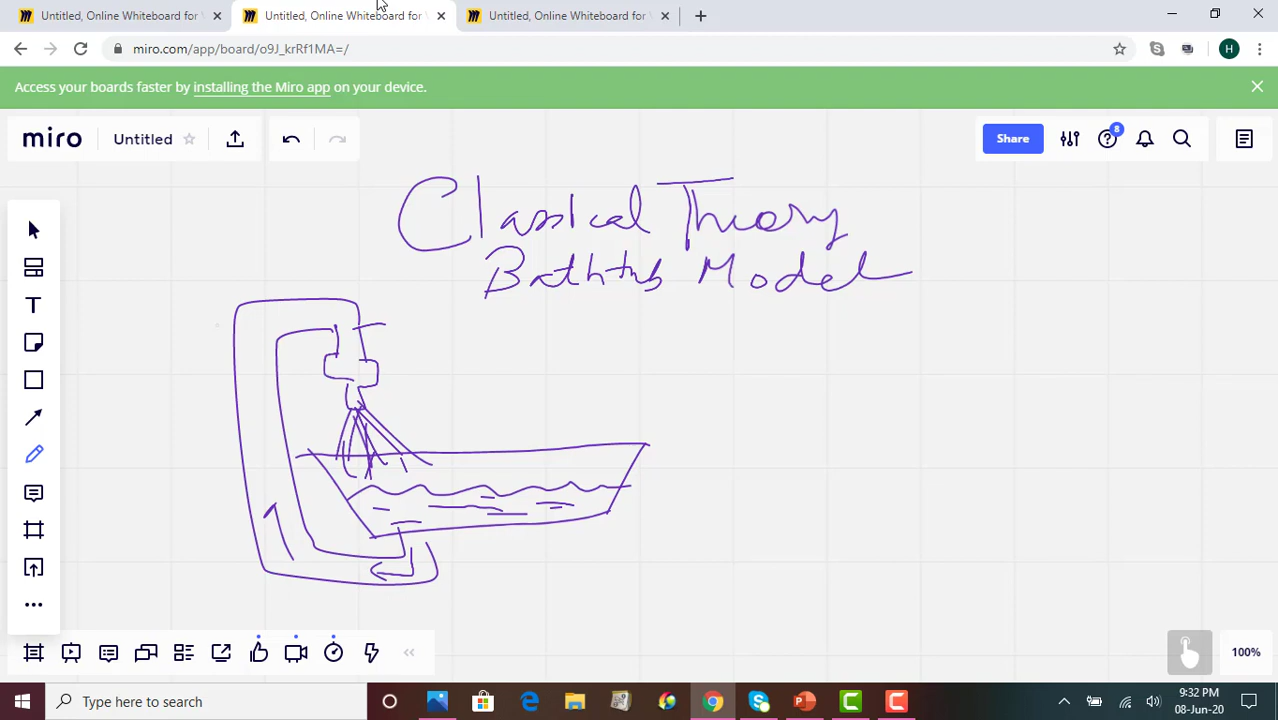 Untitled, Online Whiteboard for
Untitled, Online Whiteboard for
Untitled, Online Whiteboard for
miro.com/app/board/o9J_krRf1MA=/
H
Access your boards faster by installing the Miro app on your device.
miro
Untitled
Share
8
Classical Theory
Bathtub Model
T
100%
Type here to search
9:32 PM
08-Jun-20